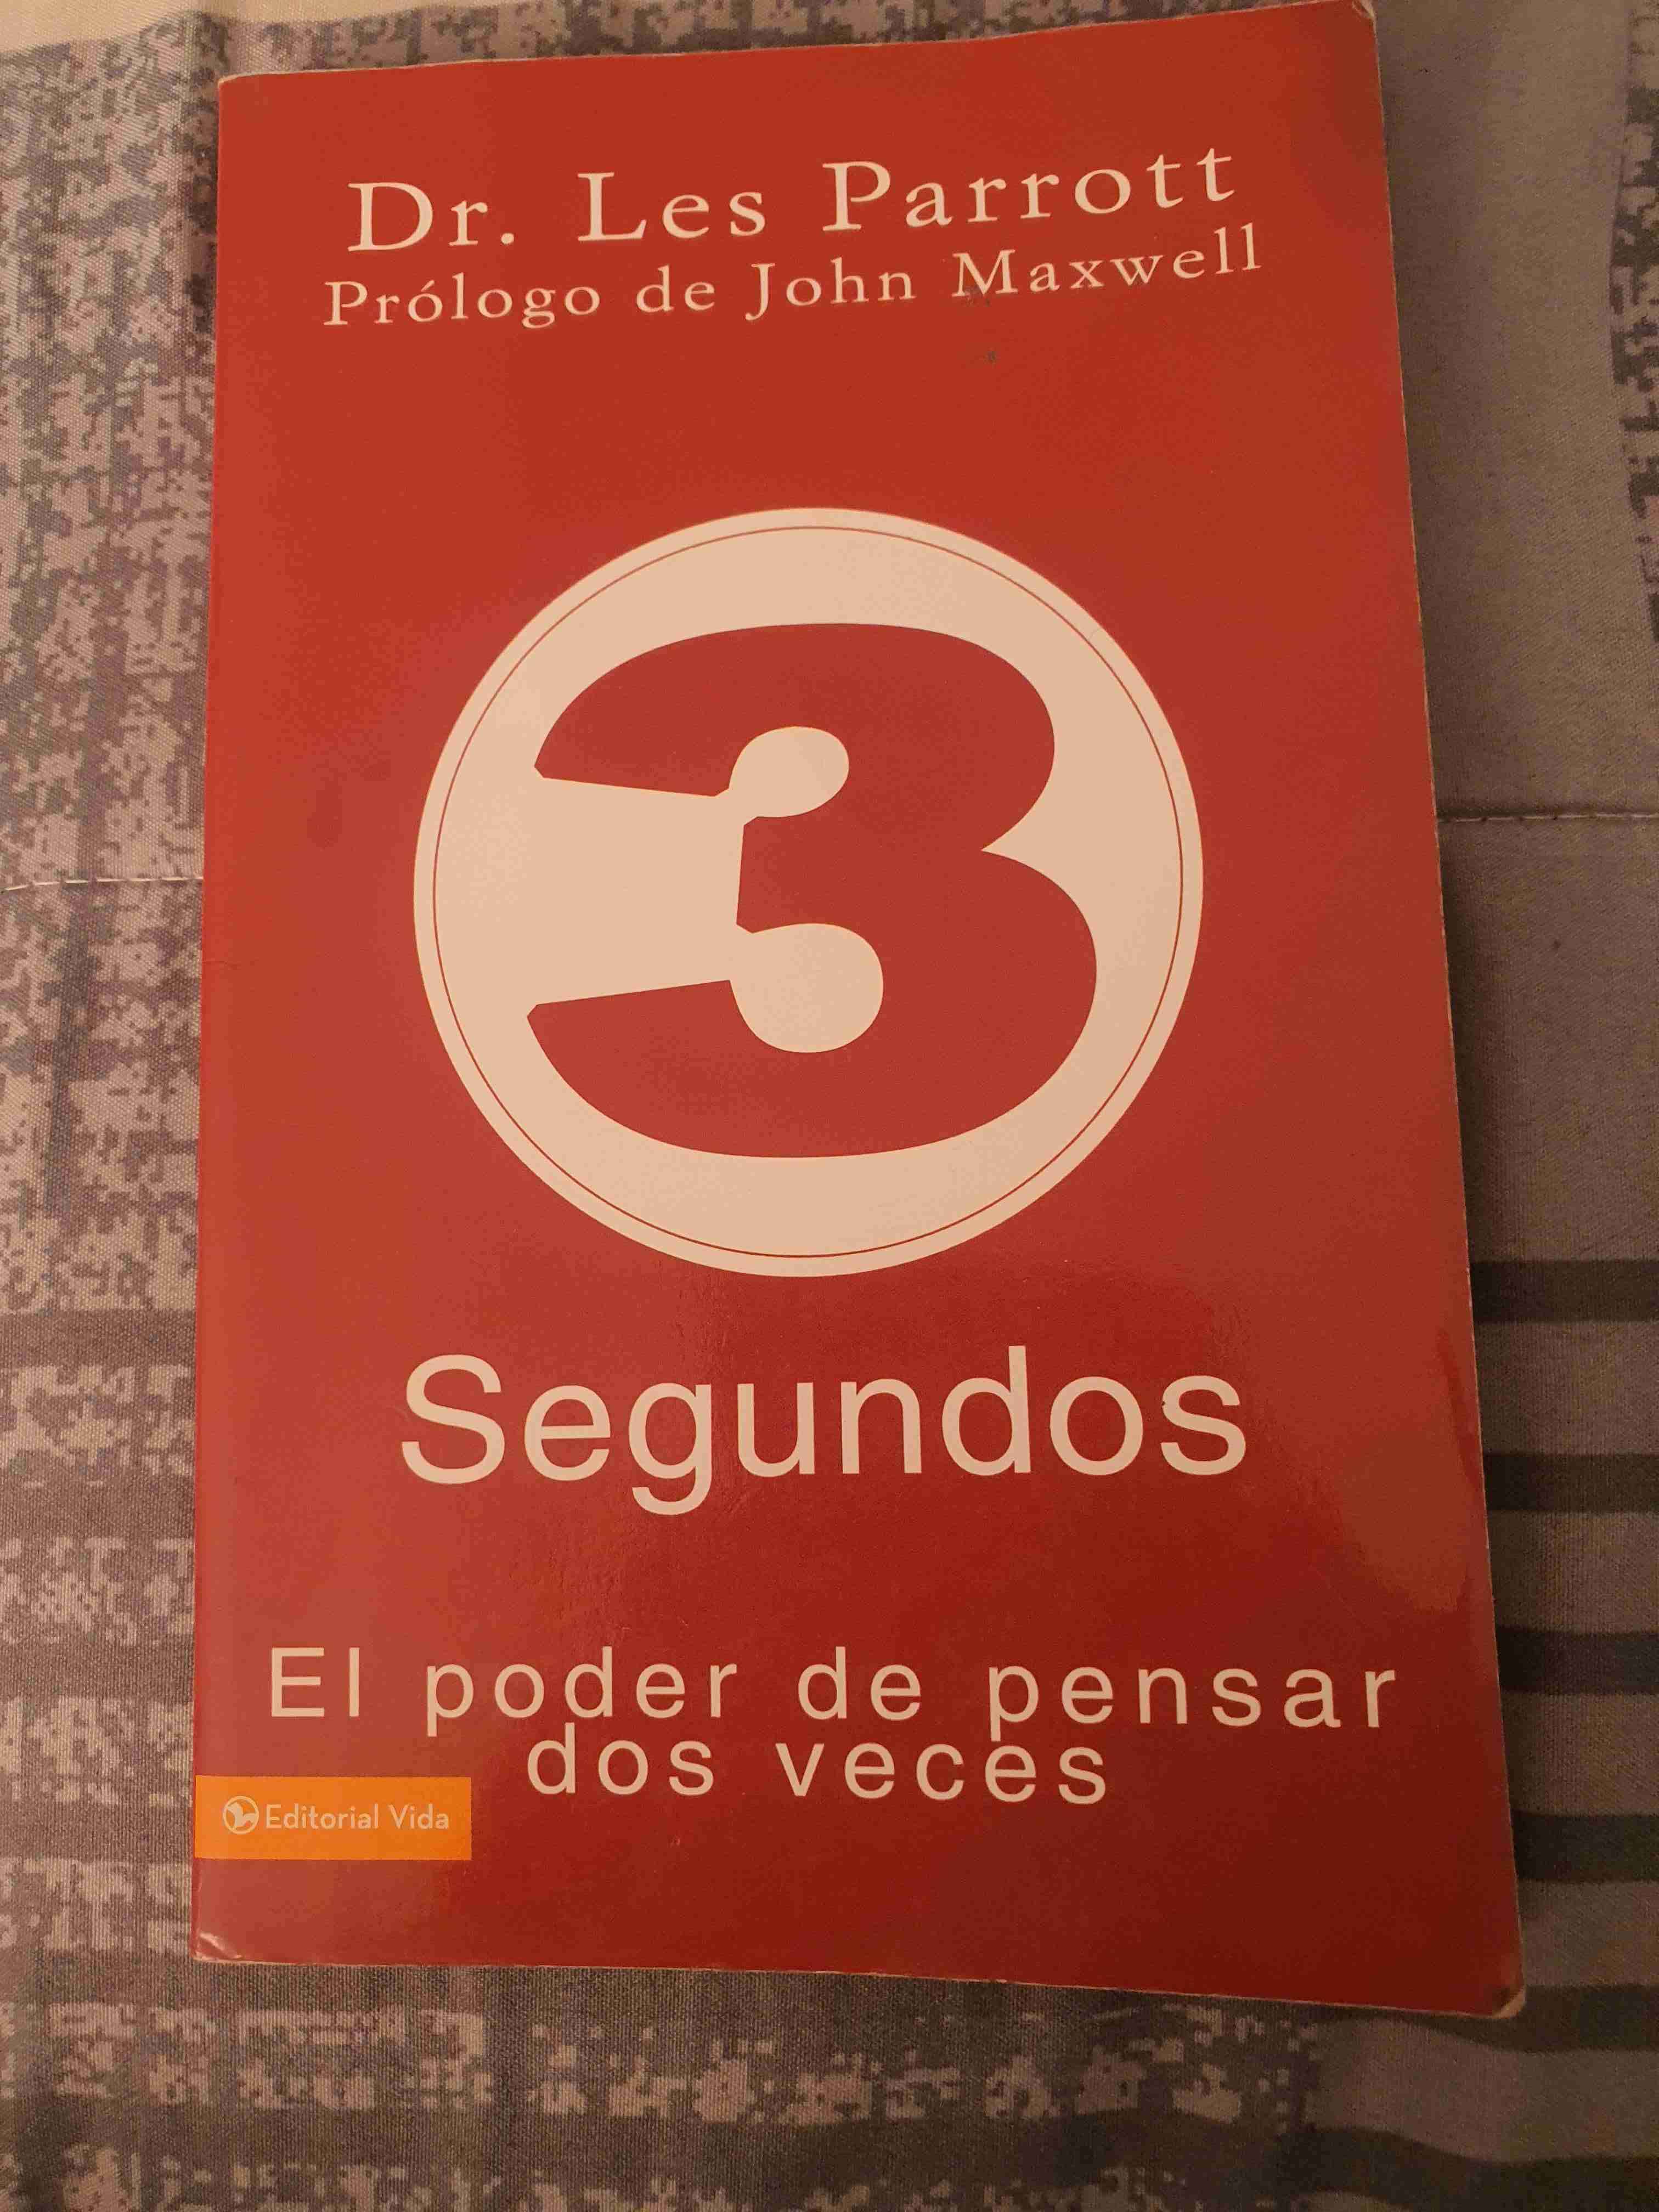 Dr. Les Parrott
Prólogo de John Maxwell
3
Segundos
El poder de pensar
dos veces
Editorial Vida